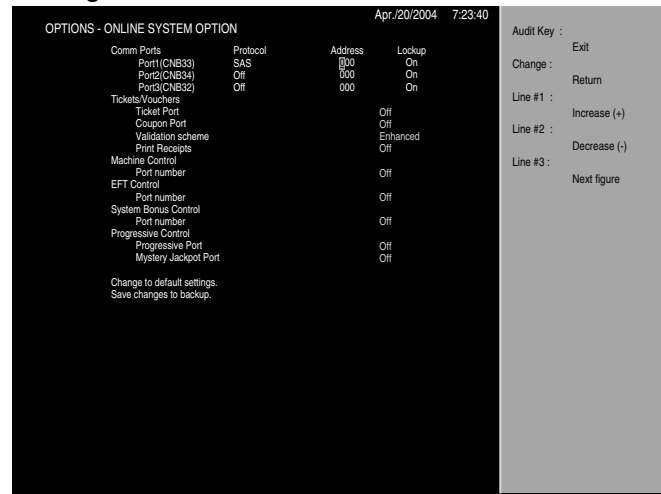 Apr./20/2004 7:23:40
OPTIONS - ONLINE SYSTEM OPTION
Comm Ports Protocol Address Lockup
Port1(CNB33) SAS 000 On
Port2(CNB34) Off 000 On
Port3(CNB32) Off 000 On
Tickets/Vouchers
Ticket Port Off
Coupon Port Off
Validation scheme Enhanced
Print Receipts Off
Machine Control
Port number Off
EFT Control
Port number Off
System Bonus Control
Port number Off
Progressive Control
Progressive Port Off
Mystery Jackpot Port Off
Change to default settings.
Save changes to backup.
Audit Key :
Exit
Change :
Return
Line #1 :
Increase (+)
Line #2 :
Decrease (-)
Line #3 :
Next figure